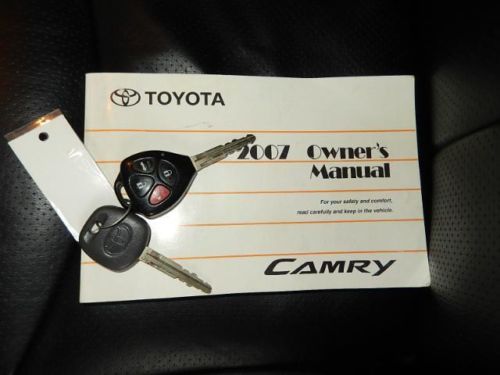 TOYOTA
2007 Owner's
Manual
For your safety and comfort,
read carefully and keep in the vehicle.
CAMRY